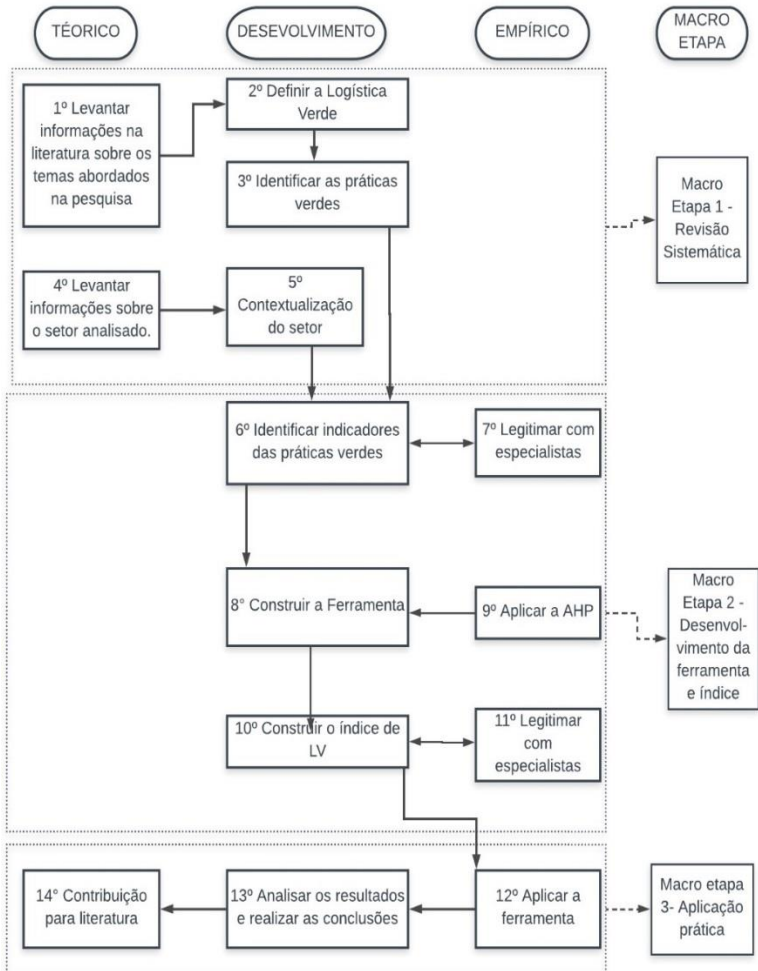 TÉORICO
DESEVOLVIMENTO
EMPÍRICO
MACRO
ETAPA
1º Levantar
informações na
literatura sobre os
temas abordados
na pesquisa
2º Definir a Logística
Verde
3º Identificar as práticas
verdes
Macro
Etapa 1 -
Revisão
Sistemática
4º Levantar
informações sobre
o setor analisado.
5º
Contextualização
do setor
6º Identificar indicadores
das práticas verdes
7º Legitimar com
especialistas
8° Construir a Ferramenta
9º Aplicar a AHP
Macro
Etapa 2 -
Desenvol-
vimento da
ferramenta
e índice
10º Construir o índice de
LV
11º Legitimar
com
especialistas
14° Contribuição
para literatura
13º Analisar os resultados
e realizar as conclusões
12º Aplicar a
ferramenta
Macro etapa
3- Aplicação
prática